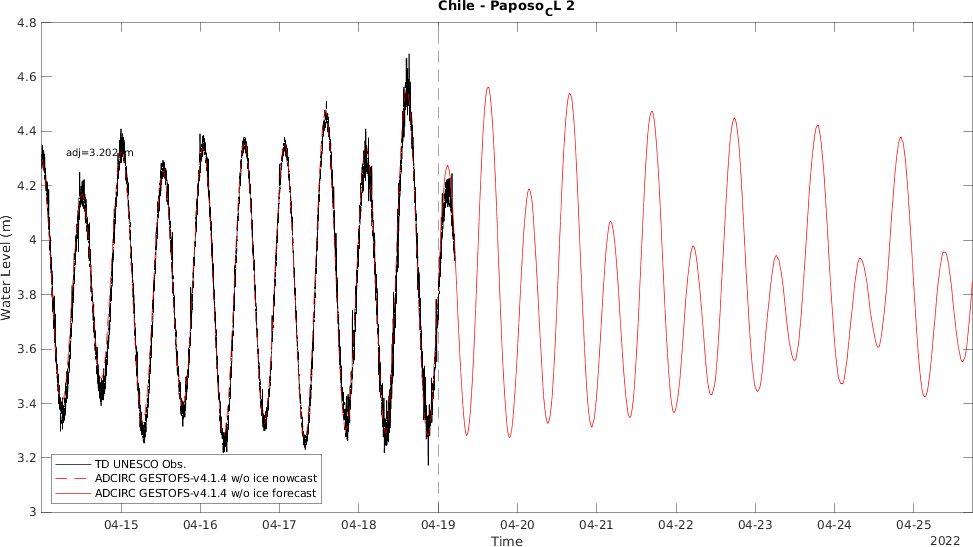 Chile - Paposo_CL 2
4.8
4.6
4.4
4.2
4
3.8
3.6
3.4
3.2
3
Water Level (m)
adj=3.202 m
TD UNESCO Obs.
ADCIRC GESTOFS-v4.1.4 w/o ice nowcast
ADCIRC GESTOFS-v4.1.4 w/o ice forecast
04-15 04-16 04-17 04-18 04-19 04-20 04-21 04-22 04-23 04-24 04-25
Time
2022